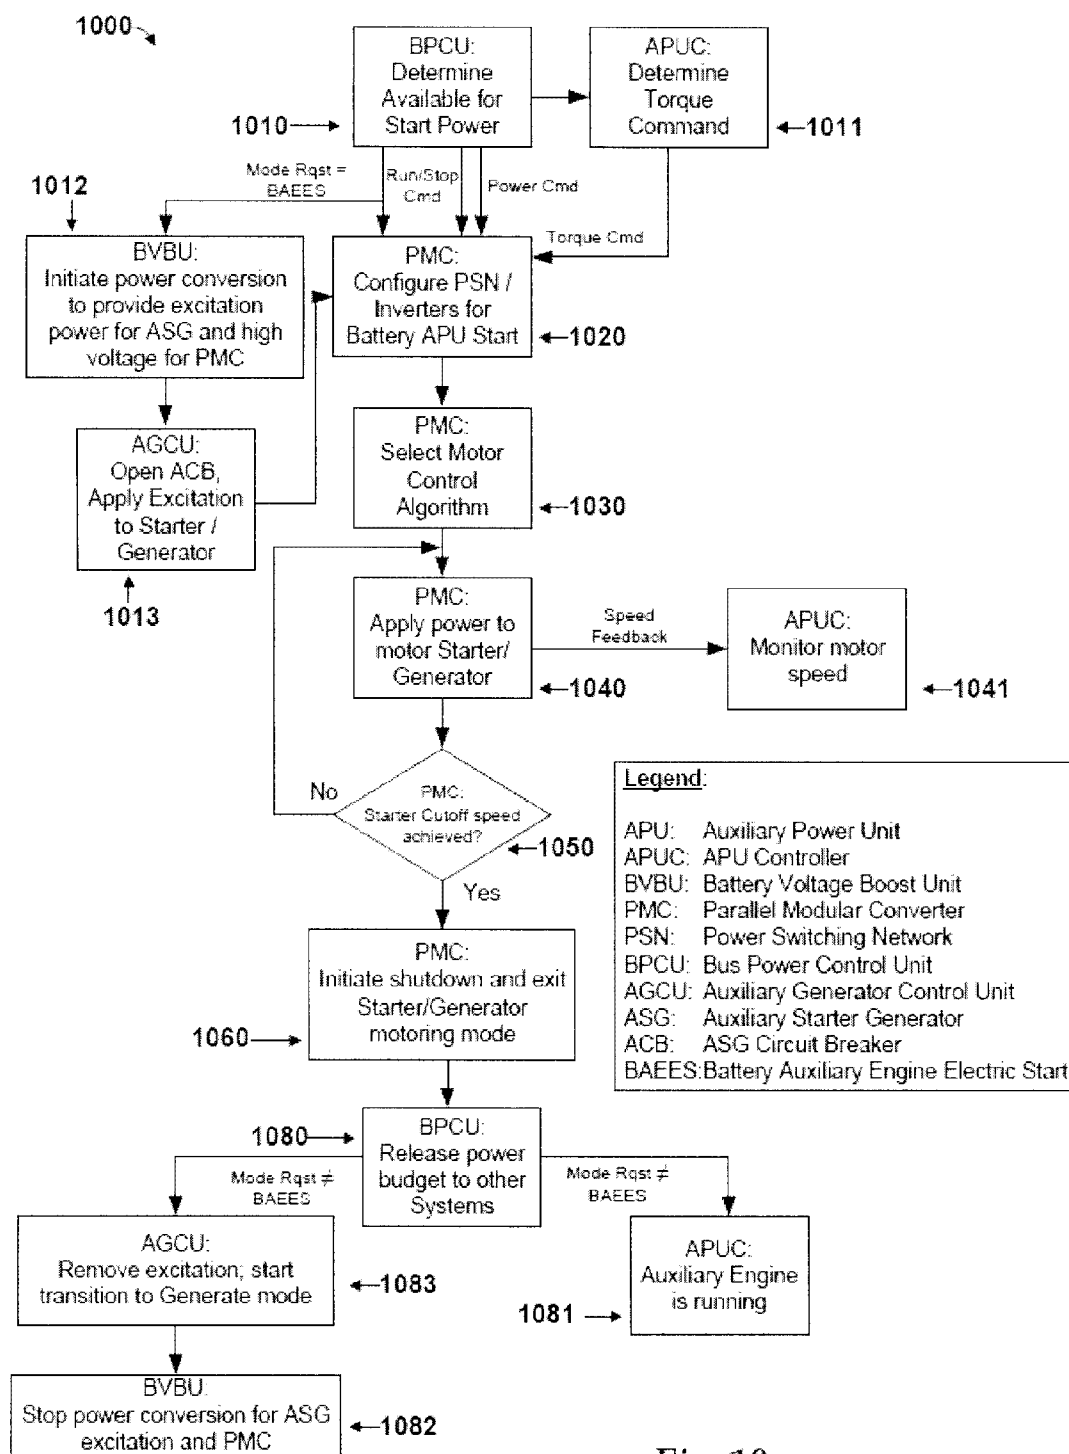 1000
BPCU:
Determine
Available for
Start Power
1010
APUC:
Determine
Torque
Command
1011
Mode Rqst =
BAEES
Run/Stop
Cmd
Power Cmd
Torque Cmd
1012
BVBU:
Initiate power conversion
to provide excitation
power for ASG and high
voltage for PMC
PMC:
Configure PSN /
Inverters for
Battery APU Start
1020
AGCU:
Open ACB,
Apply Excitation
to Starter /
Generator
1013
PMC:
Select Motor
Control
Algorithm
1030
PMC:
Apply power to
motor Starter/
Generator
1040
Speed
Feedback
APUC:
Monitor motor
speed
1041
PMC:
Starter Cutoff speed
achieved?
1050
No
Yes
Legend:
APU: Auxiliary Power Unit
APUC: APU Controller
BVBU: Battery Voltage Boost Unit
PMC: Parallel Modular Converter
PSN: Power Switching Network
BPCU: Bus Power Control Unit
AGCU: Auxiliary Generator Control Unit
ASG: Auxiliary Starter Generator
ACB: ASG Circuit Breaker
BAEES:Battery Auxiliary Engine Electric Start
PMC:
Initiate shutdown and exit
Starter/Generator
motoring mode
1060
1080
BPCU:
Release power
budget to other
Systems
Mode Rqst ≠
BAEES
Mode Rqst ≠
BAEES
AGCU:
Remove excitation; start
transition to Generate mode
1083
APUC:
Auxiliary Engine
is running
1081
BVBU:
Stop power conversion for ASG
excitation and PMC
1082